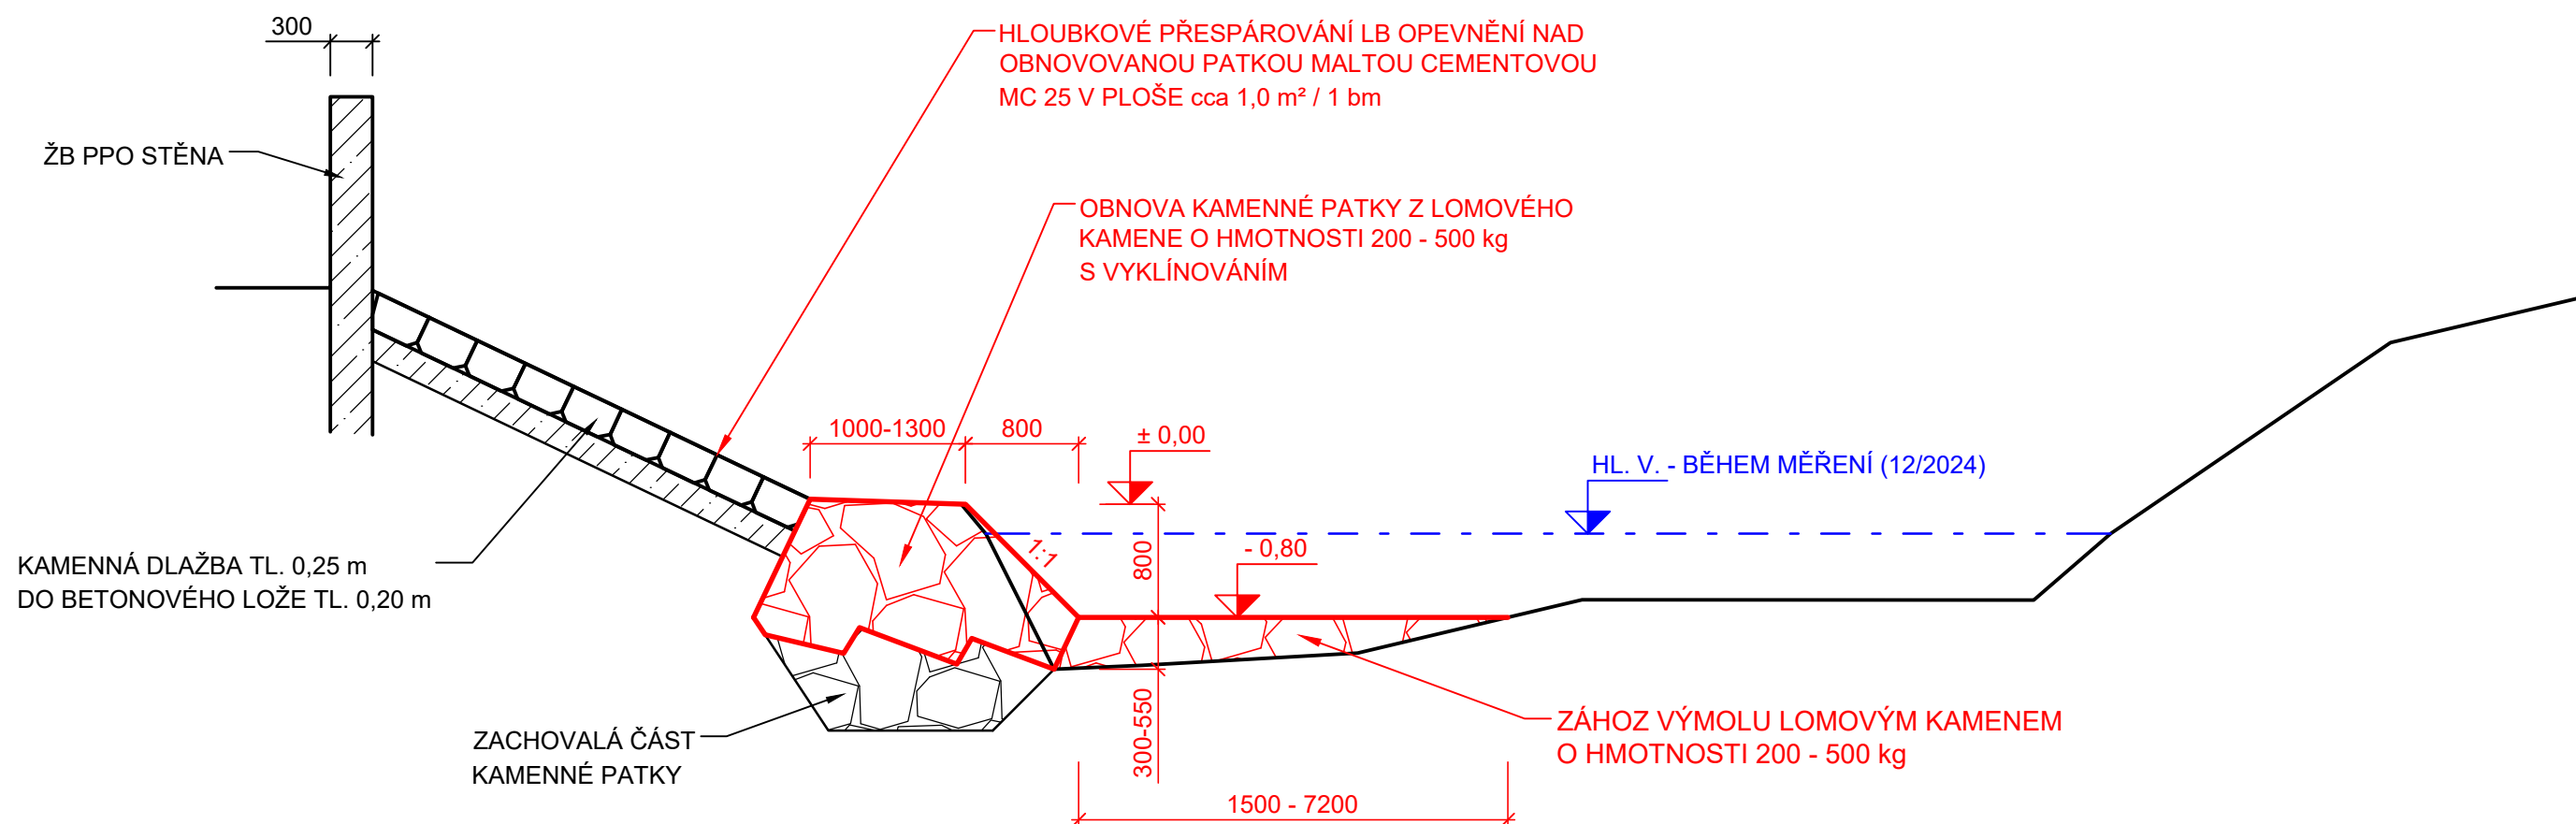 300
HLOUBKOVÉ PŘESPÁROVÁNÍ LB OPEVNĚNÍ NAD
OBNOVOVANOU PATKOU MALTOU CEMENTOVOU
MC 25 V PLOŠE cca 1,0 m² / 1 bm
ŽB PPO STĚNA
OBNOVA KAMENNÉ PATKY Z LOMOVÉHO
KAMENE O HMOTNOSTI 200 - 500 kg
S VYKLÍNOVÁNÍM
1000-1300
800
± 0,00
HL. V. - BĚHEM MĚŘENÍ (12/2024)
1:1
800
- 0,80
KAMENNÁ DLAŽBA TL. 0,25 m
DO BETONOVÉHO LOŽE TL. 0,20 m
300-550
ZÁHOZ VÝMOLU LOMOVÝM KAMENEM
O HMOTNOSTI 200 - 500 kg
ZACHOVALÁ ČÁST
KAMENNÉ PATKY
1500 - 7200